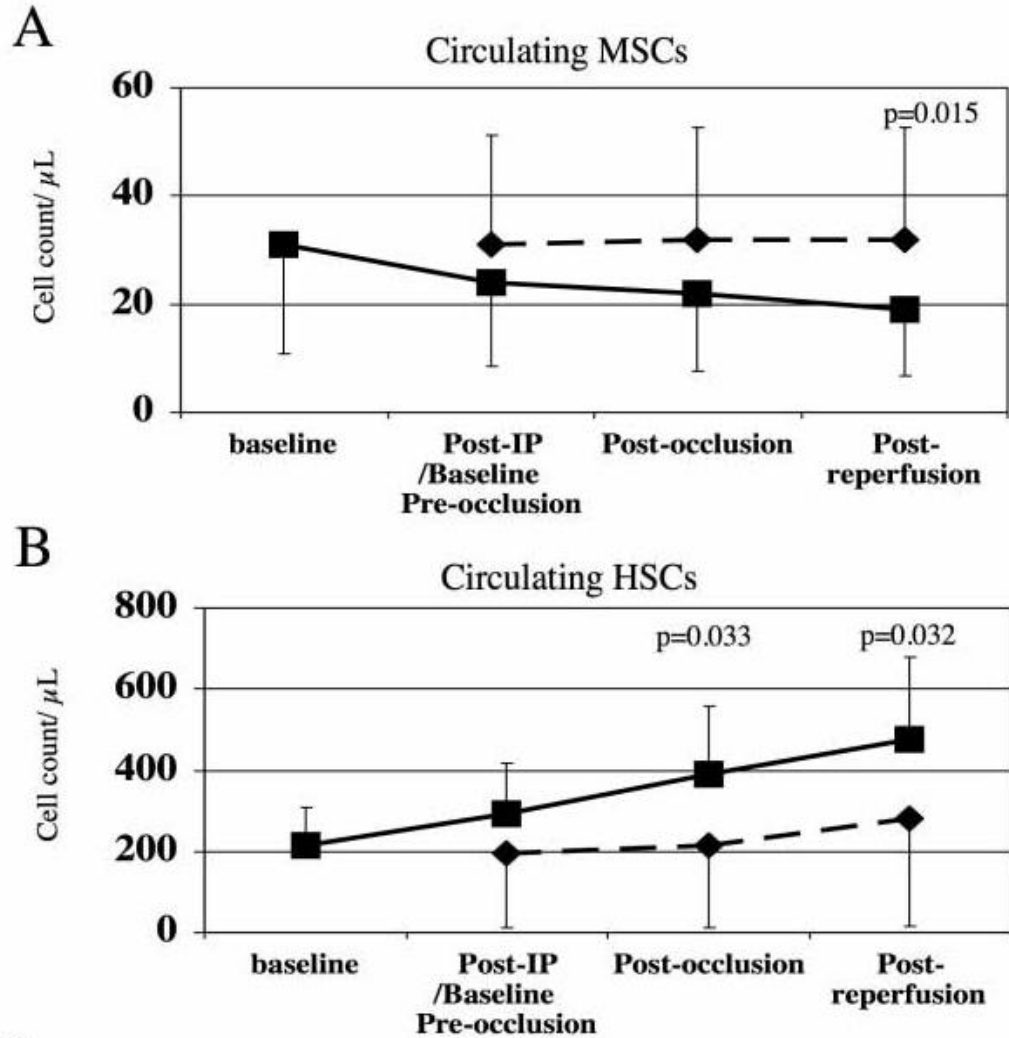 A
Circulating MSCs
60
p=0.015
40
20
0
Cell count/ µL
baseline
Post-IP
/Baseline
Pre-occlusion
Post-occlusion
Post-
reperfusion
B
Circulating HSCs
800
p=0.033
p=0.032
600
400
200
0
Cell count/ µL
baseline
Post-IP
/Baseline
Pre-occlusion
Post-occlusion
Post-
reperfusion